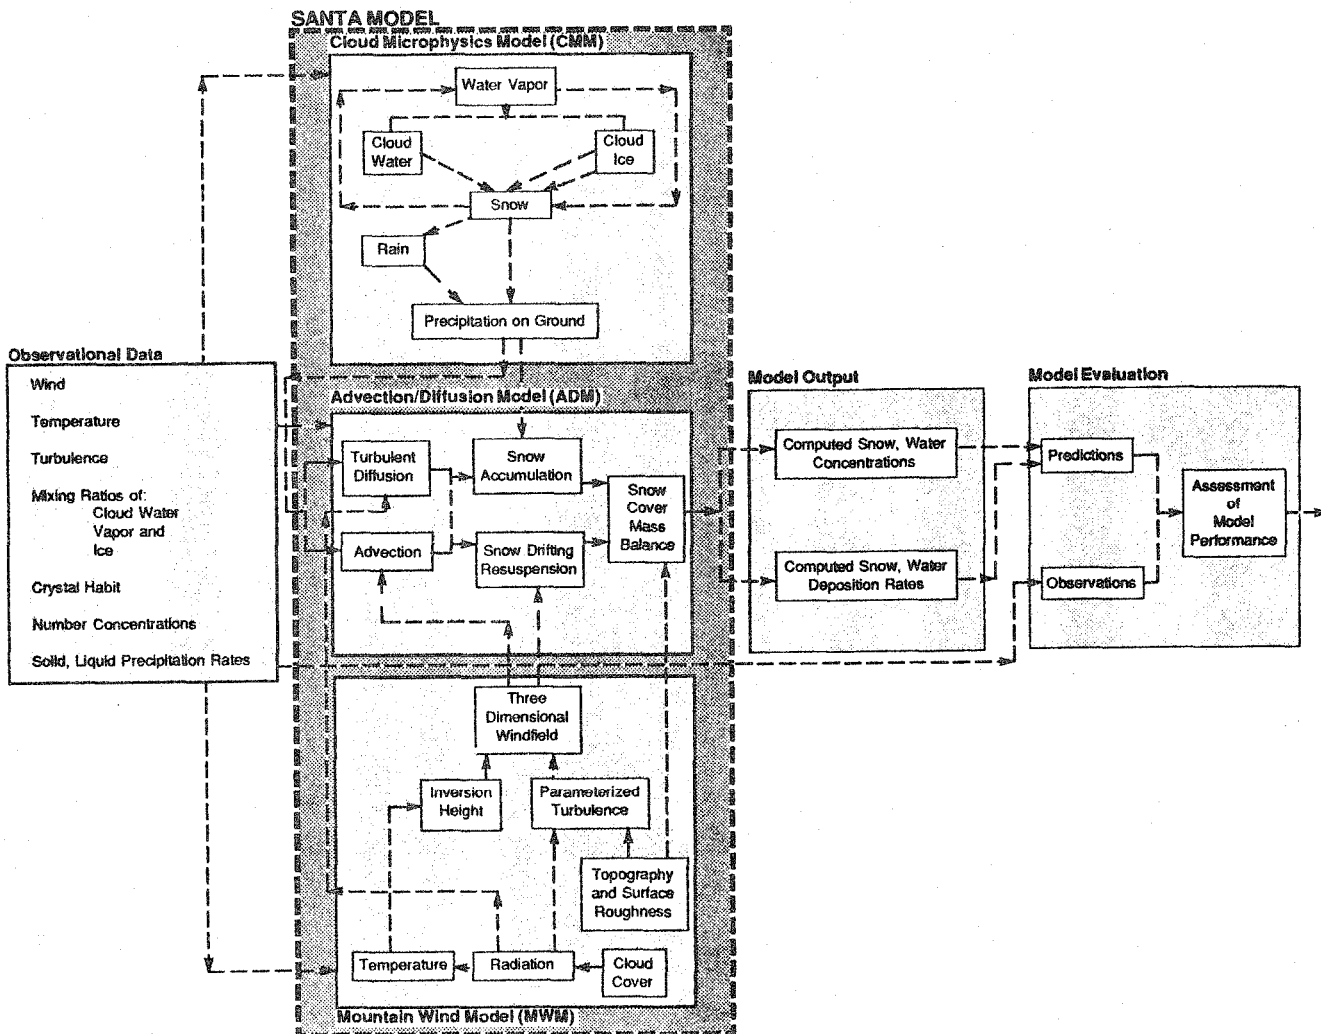 SANTA MODEL
Cloud Microphysics Model (CMM)
Water Vapor
Cloud
Water
Cloud
Ice
Snow
Rain
Precipitation on Ground
Observational Data
Wind
Temperature
Turbulence
Mixing Ratios of:
Cloud Water
Vapor and
Ice
Crystal Habit
Number Concentrations
Solid, Liquid Precipitation Rates
Advection/Diffusion Model (ADM)
Turbulent
Diffusion
Snow
Accumulation
Advection
Snow Drifting
Resuspension
Snow
Cover
Mass
Balance
Model Output
Computed Snow, Water
Concentrations
Computed Snow, Water
Deposition Rates
Model Evaluation
Predictions
Observations
Assessment
of
Model
Performance
Three
Dimensional
Windfield
Inversion
Height
Parameterized
Turbulence
Topography
and Surface
Roughness
Temperature
Radiation
Cloud
Cover
Mountain Wind Model (MWM)